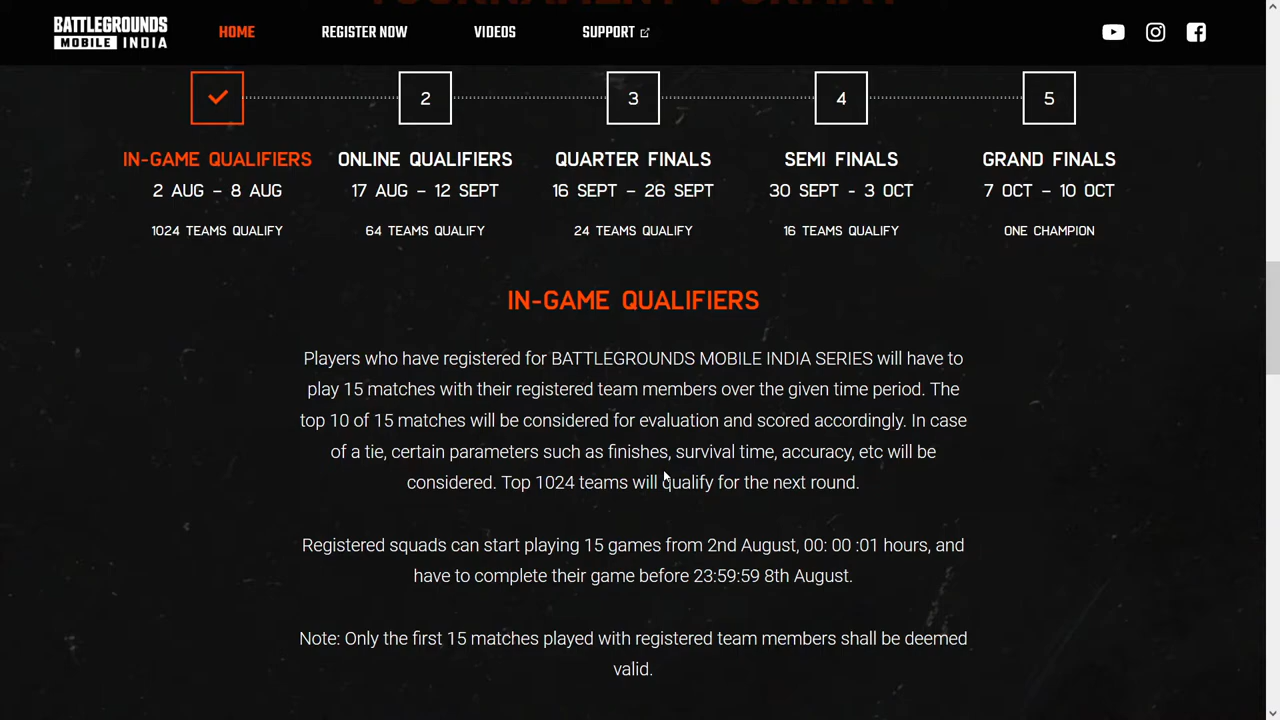 TOURNAMENT FORMAT
BATTLEGROUNDS
MOBILE INDIA
HOME
REGISTER NOW
VIDEOS
SUPPORT
2
3
4
5
IN-GAME QUALIFIERS
ONLINE QUALIFIERS
QUARTER FINALS
SEMI FINALS
GRAND FINALS
2 AUG – 8 AUG
17 AUG – 12 SEPT
16 SEPT – 26 SEPT
30 SEPT - 3 OCT
7 OCT – 10 OCT
1024 TEAMS QUALIFY
64 TEAMS QUALIFY
24 TEAMS QUALIFY
16 TEAMS QUALIFY
ONE CHAMPION
IN-GAME QUALIFIERS
Players who have registered for BATTLEGROUNDS MOBILE INDIA SERIES will have to
play 15 matches with their registered team members over the given time period. The
top 10 of 15 matches will be considered for evaluation and scored accordingly. In case
of a tie, certain parameters such as finishes, survival time, accuracy, etc will be
considered. Top 1024 teams will qualify for the next round.
Registered squads can start playing 15 games from 2nd August, 00: 00 :01 hours, and
have to complete their game before 23:59:59 8th August.
Note: Only the first 15 matches played with registered team members shall be deemed
valid.